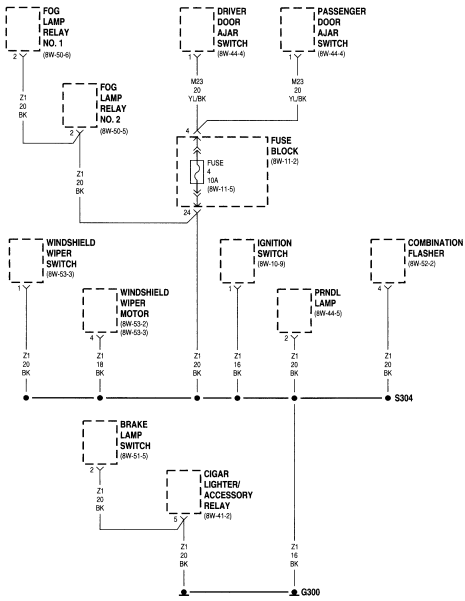 FOG
LAMP
RELAY
NO. 1
(8W-50-6)
2
DRIVER
DOOR
AJAR
SWITCH
(8W-44-4)
1
PASSENGER
DOOR
AJAR
SWITCH
(8W-44-4)
1
Z1
20
BK
FOG
LAMP
RELAY
NO. 2
(8W-50-5)
2
M23
20
YL/BK
M23
20
YL/BK
4
FUSE
BLOCK
(8W-11-2)
FUSE
4
10A
(8W-11-5)
24
Z1
20
BK
WINDSHIELD
WIPER
SWITCH
(8W-53-3)
1
WINDSHIELD
WIPER
MOTOR
(8W-53-2)
(8W-53-3)
4
IGNITION
SWITCH
(8W-10-9)
1
PRNDL
LAMP
(8W-44-5)
2
COMBINATION
FLASHER
(8W-52-2)
4
Z1
20
BK
Z1
18
BK
Z1
20
BK
Z1
16
BK
Z1
20
BK
Z1
20
BK
S304
BRAKE
LAMP
SWITCH
(8W-51-5)
2
CIGAR
LIGHTER/
ACCESSORY
RELAY
(8W-41-2)
5
Z1
20
BK
Z1
20
BK
Z1
16
BK
G300